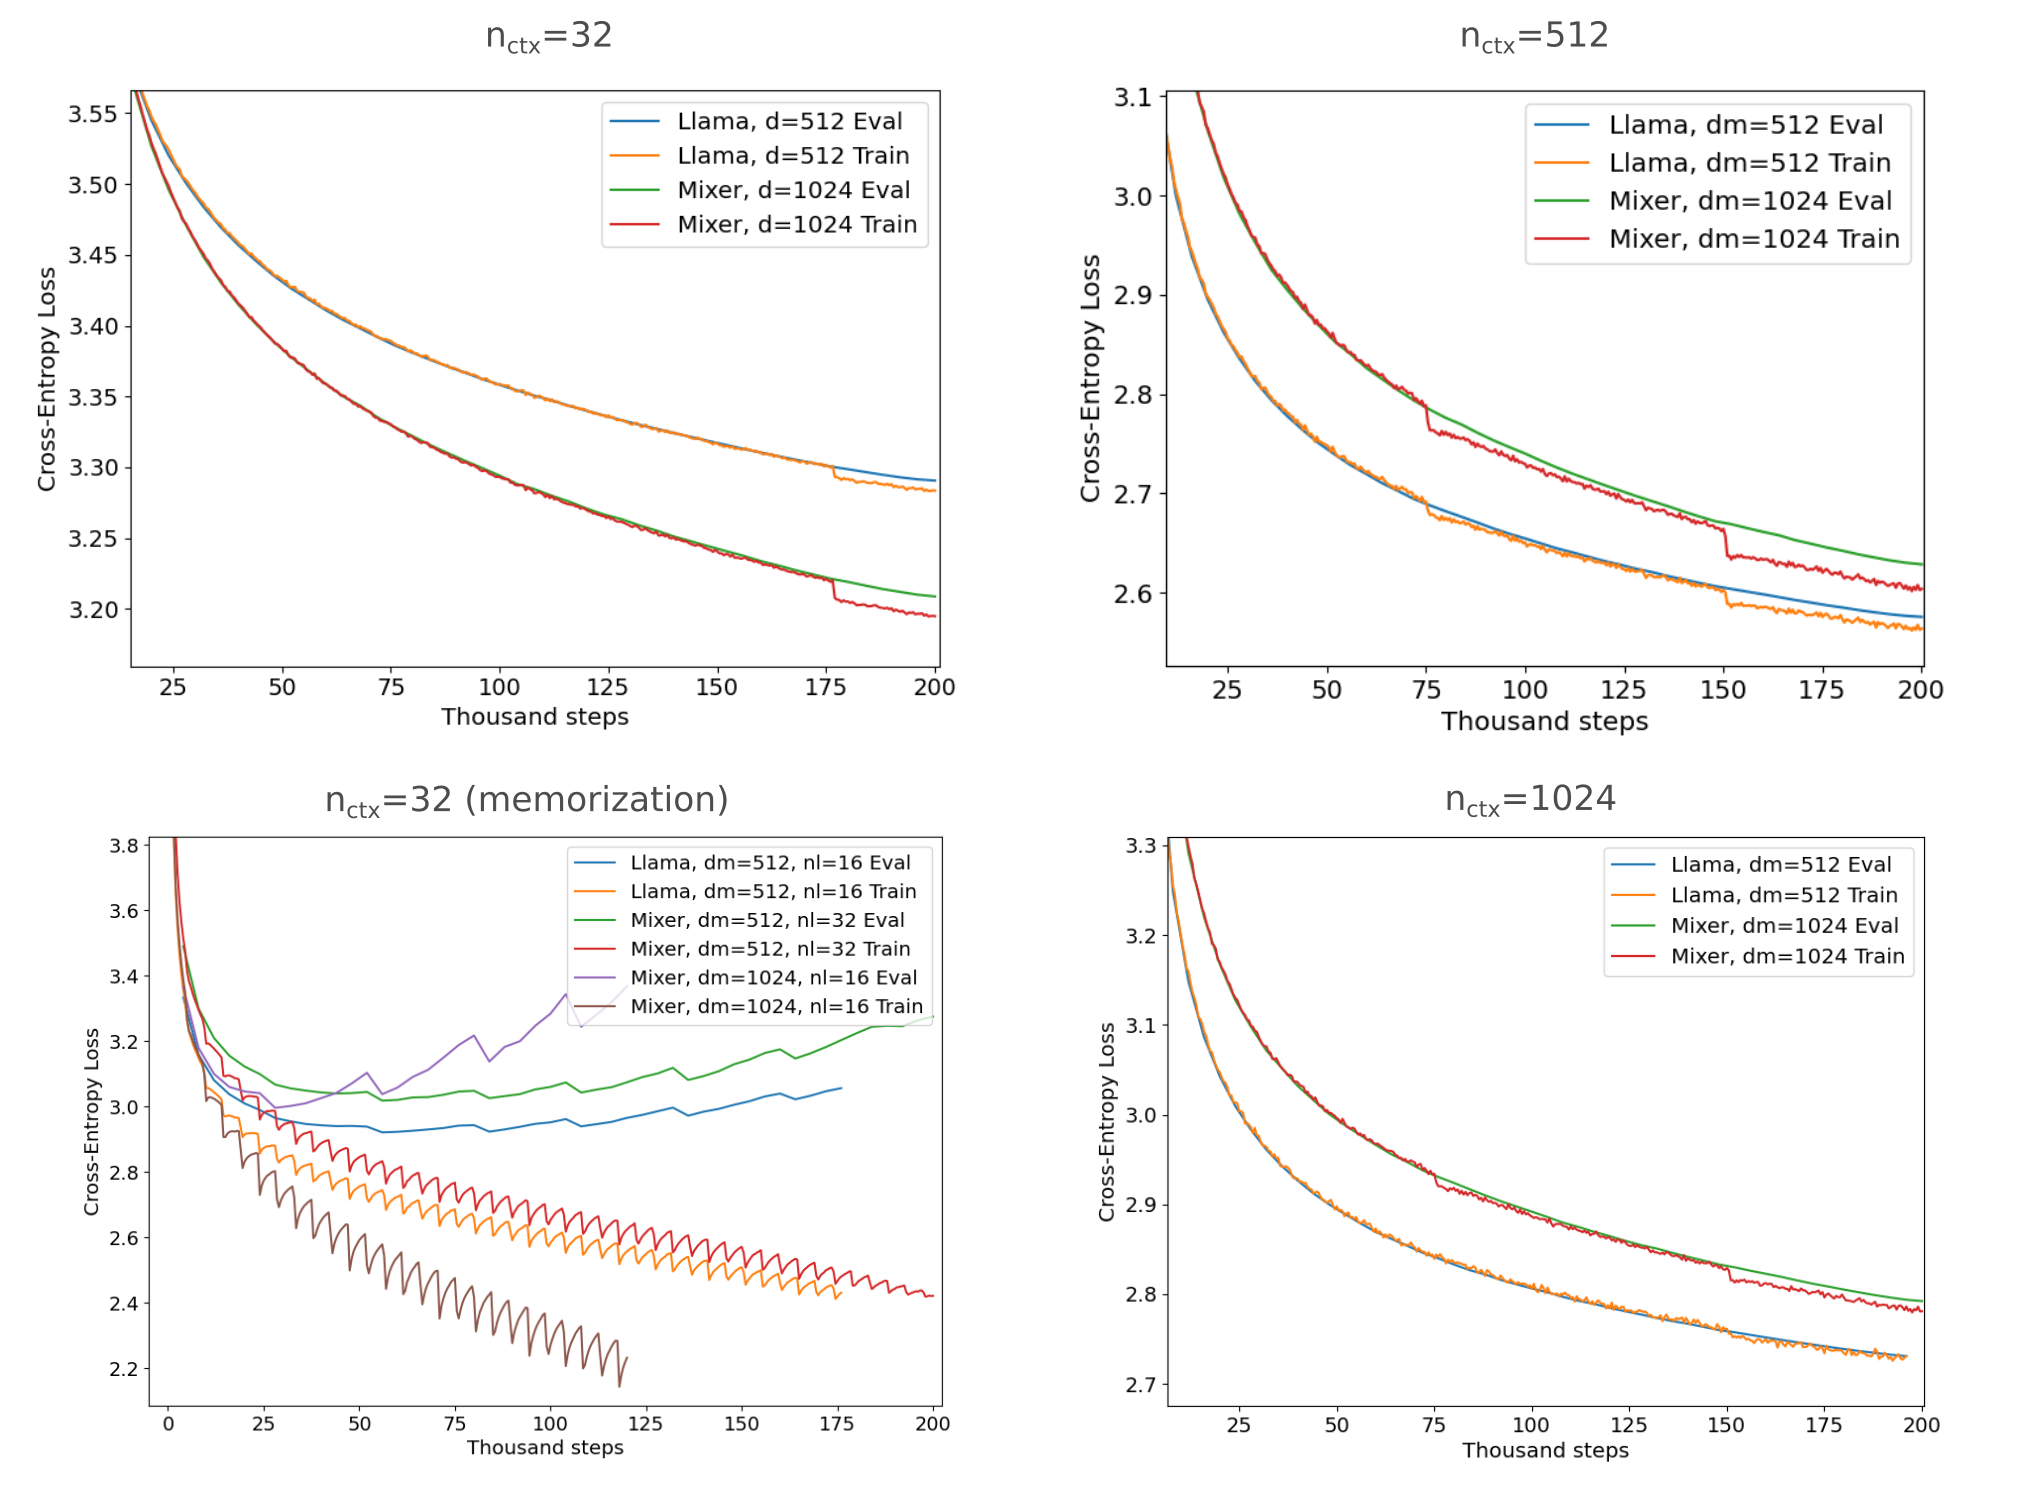 n_ctx=32
3.55
3.50
3.45
3.40
3.35
3.30
3.25
3.20
Cross-Entropy Loss
Llama, d=512 Eval
Llama, d=512 Train
Mixer, d=1024 Eval
Mixer, d=1024 Train
25 50 75 100 125 150 175 200
Thousand steps
n_ctx=512
3.1
3.0
2.9
2.8
2.7
2.6
Cross-Entropy Loss
Llama, dm=512 Eval
Llama, dm=512 Train
Mixer, dm=1024 Eval
Mixer, dm=1024 Train
25 50 75 100 125 150 175 200
Thousand steps
n_ctx=32 (memorization)
3.8
3.6
3.4
3.2
3.0
2.8
2.6
2.4
2.2
Cross-Entropy Loss
Llama, dm=512, nl=16 Eval
Llama, dm=512, nl=16 Train
Mixer, dm=512, nl=32 Eval
Mixer, dm=512, nl=32 Train
Mixer, dm=1024, nl=16 Eval
Mixer, dm=1024, nl=16 Train
0 25 50 75 100 125 150 175 200
Thousand steps
n_ctx=1024
3.3
3.2
3.1
3.0
2.9
2.8
2.7
Cross-Entropy Loss
Llama, dm=512 Eval
Llama, dm=512 Train
Mixer, dm=1024 Eval
Mixer, dm=1024 Train
25 50 75 100 125 150 175 200
Thousand steps